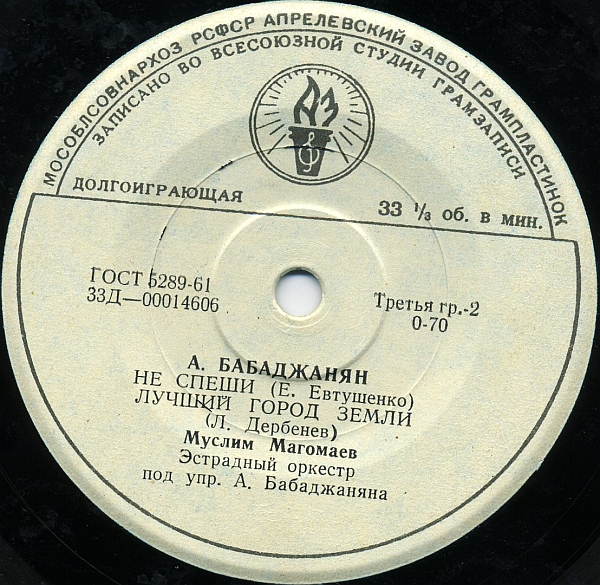 МОСОБЛСОВНАРХОЗ РСФСР АПРЕЛЕВСКИЙ ЗАВОД ГРАМПЛАСТИНОК
ЗАПИСАНО ВО ВСЕСОЮЗНОЙ СТУДИИ ГРАМЗАПИСИ
АЗ
ДОЛГОИГРАЮЩАЯ
33 ⅓ об. в мин.
ГОСТ 5289-61
33Д—00014606
Третья гр.-2
0-70
А. БАБАДЖАНЯН
НЕ СПЕШИ (Е. Евтушенко)
ЛУЧШИЙ ГОРОД ЗЕМЛИ
(Л. Дербенев)
Муслим Магомаев
Эстрадный оркестр
под упр. А. Бабаджаняна